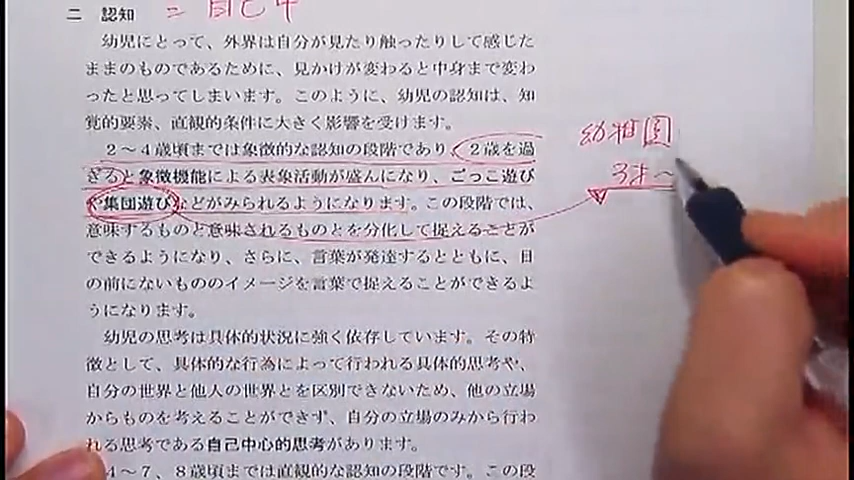 二 認知
= 自己中
幼児にとって、外界は自分が見たり触ったりして感じた
ままのものであるために、見かけが変わると中身まで変わ
ったと思ってしまいます。このように、幼児の認知は、知
覚的要素、直観的条件に大きく影響を受けます。
2〜4歳頃までは象徴的な認知の段階であり、2歳を過
ぎると象徴機能による表象活動が盛んになり、ごっこ遊び
や集団遊びなどがみられるようになります。この段階では、
意味するものと意味されるものとを分化して捉えることが
できるようになり、さらに、言葉が発達するとともに、目
の前にないもののイメージを言葉で捉えることができるよ
うになります。
幼児の思考は具体的状況に強く依存しています。その特
徴として、具体的な行為によって行われる具体的思考や、
自分の世界と他人の世界とを区別できないため、他の立場
からものを考えることができず、自分の立場のみから行わ
れる思考である自己中心的思考があります。
4〜7、8歳頃までは直観的な認知の段階です。この段
幼稚園
3才〜